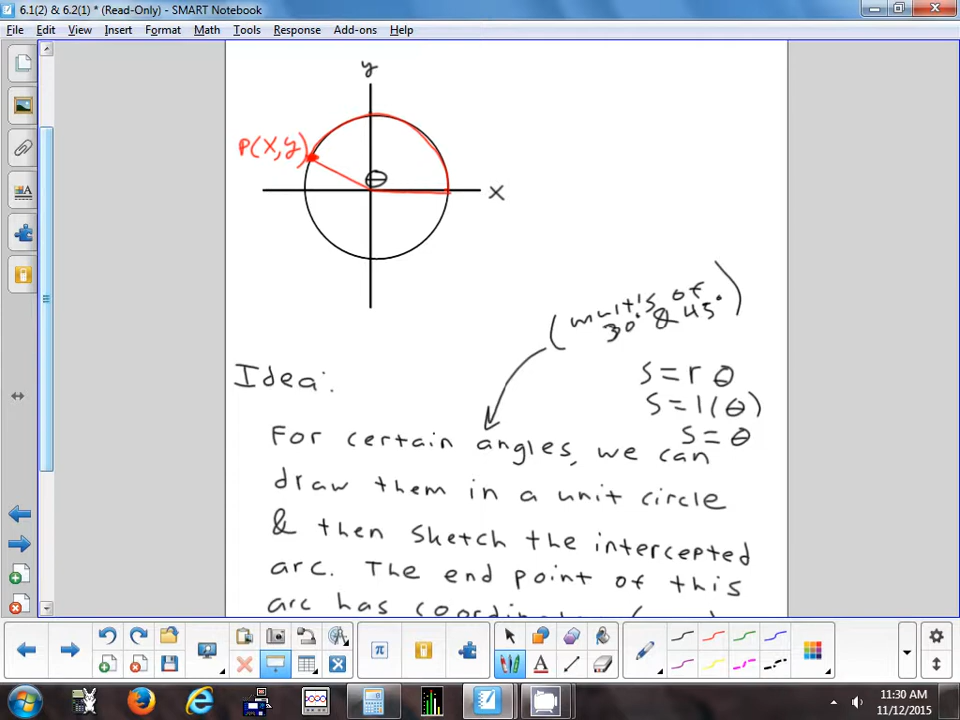 6.1(2) & 6.2(1) * (Read-Only) - SMART Notebook
File Edit View Insert Format Math Tools Response Add-ons Help
y
P(x,y)
θ
x
(mult's of
30° & 45°)
Idea:
s = r θ
s = 1(θ)
s = θ
For certain angles, we can
draw them in a unit circle
& then sketch the intercepted
arc. The end point of this
arc has
11:30 AM
11/12/2015